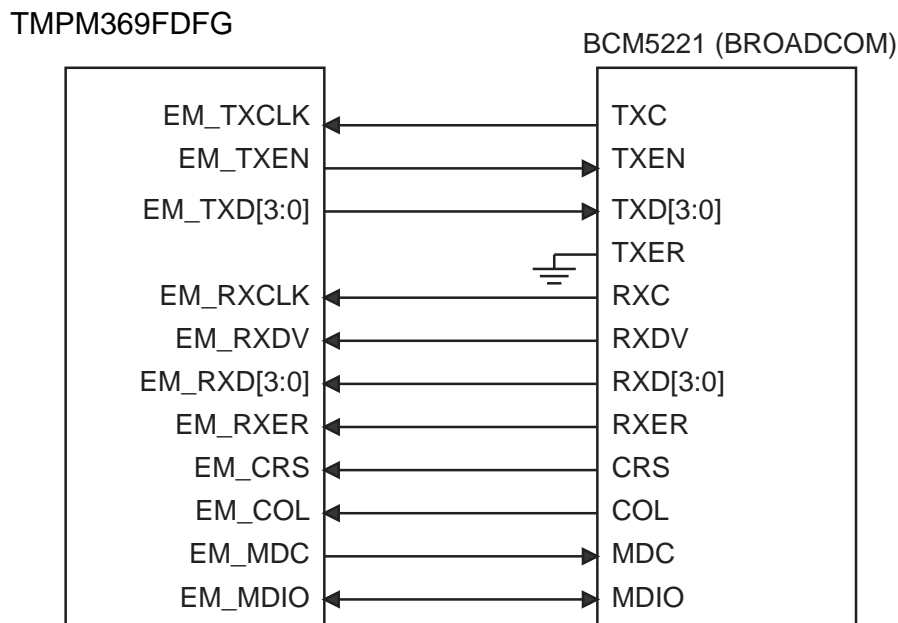 TMPM369FDFG
BCM5221 (BROADCOM)
EM_TXCLK TXC
EM_TXEN TXEN
EM_TXD[3:0] TXD[3:0]
TXER
EM_RXCLK RXC
EM_RXDV RXDV
EM_RXD[3:0] RXD[3:0]
EM_RXER RXER
EM_CRS CRS
EM_COL COL
EM_MDC MDC
EM_MDIO MDIO